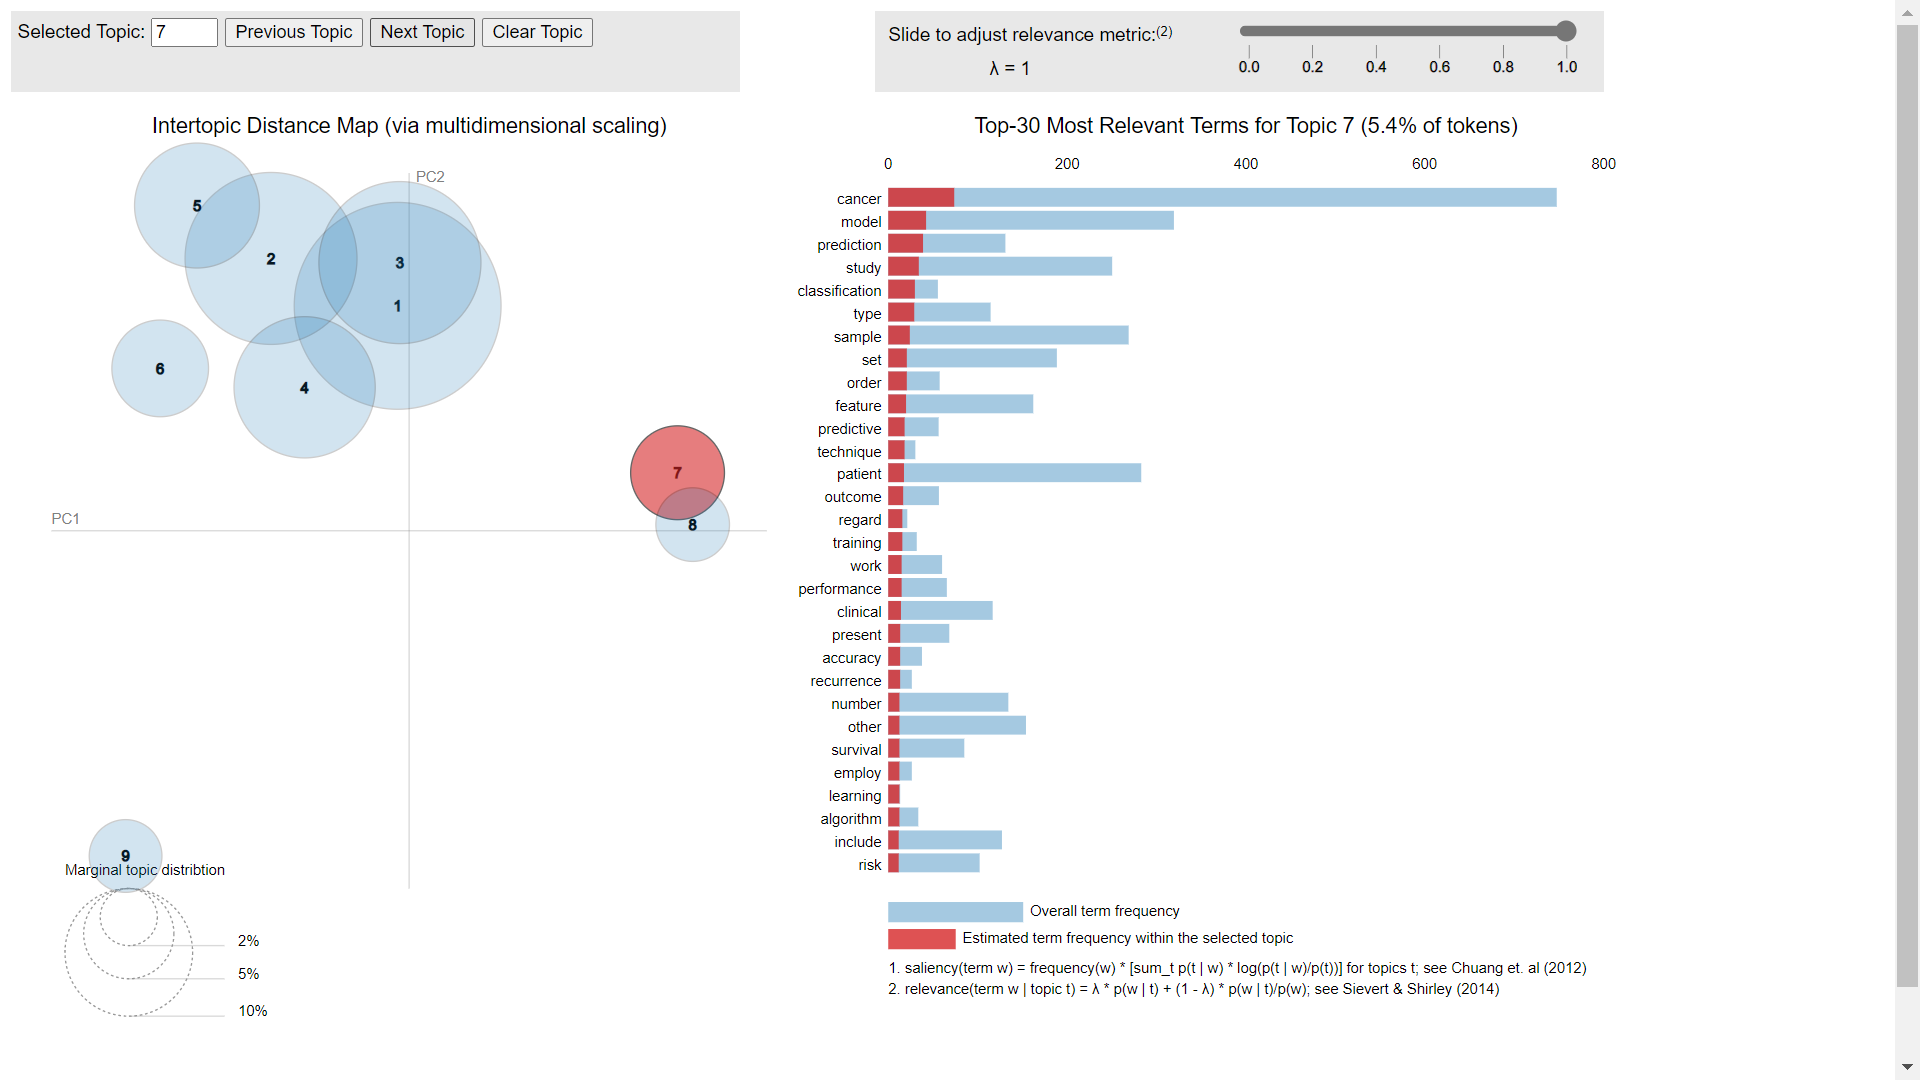 Selected Topic: 7 Previous Topic Next Topic Clear Topic
Slide to adjust relevance metric:(2)
λ = 1
0.0 0.2 0.4 0.6 0.8 1.0
Intertopic Distance Map (via multidimensional scaling)
PC2
PC1
5
2
3
1
6
4
7
8
9
Marginal topic distribtion
2%
5%
10%
Top-30 Most Relevant Terms for Topic 7 (5.4% of tokens)
0 200 400 600 800
cancer
model
prediction
study
classification
type
sample
set
order
feature
predictive
technique
patient
outcome
regard
training
work
performance
clinical
present
accuracy
recurrence
number
other
survival
employ
learning
algorithm
include
risk
Overall term frequency
Estimated term frequency within the selected topic
1. saliency(term w) = frequency(w) * [sum_t p(t | w) * log(p(t | w)/p(t))] for topics t; see Chuang et. al (2012)
2. relevance(term w | topic t) = λ * p(w | t) + (1 - λ) * p(w | t)/p(w); see Sievert & Shirley (2014)